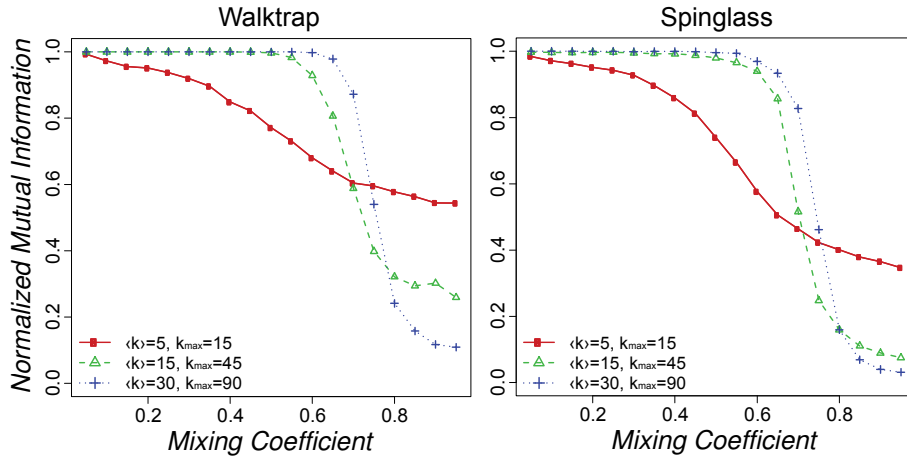 Walktrap
Spinglass
Normalized Mutual Information
1.0
0.8
0.6
0.4
0.2
0.0
‹k›=5, kmax=15
‹k›=15, kmax=45
‹k›=30, kmax=90
0.2 0.4 0.6 0.8
Mixing Coefficient
1.0
0.8
0.6
0.4
0.2
0.0
‹k›=5, kmax=15
‹k›=15, kmax=45
‹k›=30, kmax=90
0.2 0.4 0.6 0.8
Mixing Coefficient